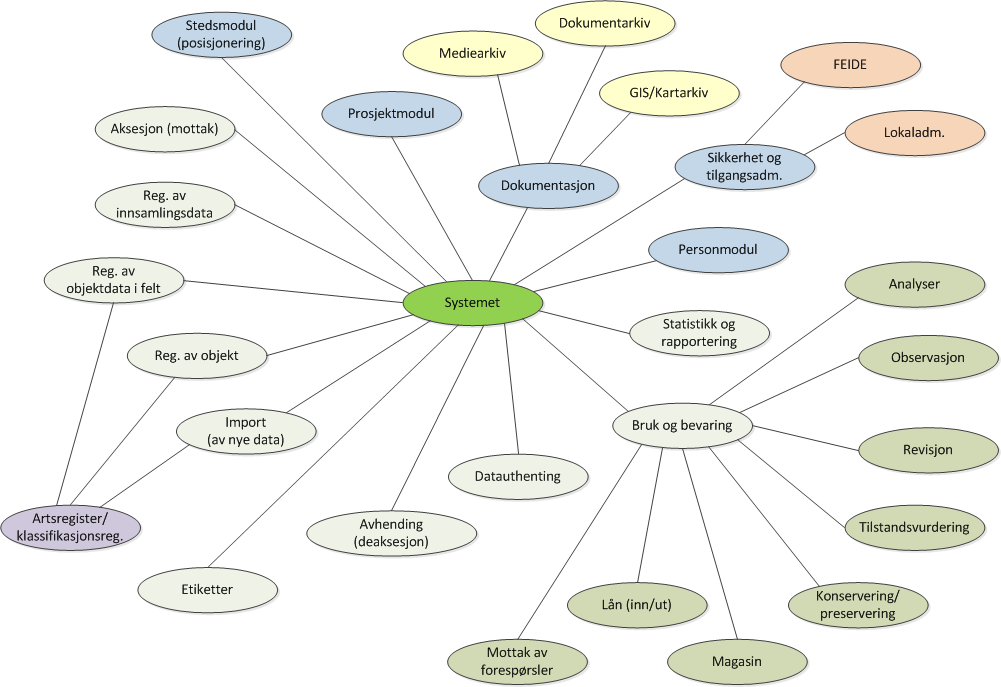 Stedsmodul
(posisjonering)
Mediearkiv
Dokumentarkiv
GIS/Kartarkiv
FEIDE
Lokaladm.
Prosjektmodul
Aksesjon (mottak)
Dokumentasjon
Sikkerhet og
tilgangsadm.
Reg. av
innsamlingsdata
Personmodul
Reg. av
objektdata i felt
Systemet
Analyser
Statistikk og
rapportering
Reg. av objekt
Observasjon
Import
(av nye data)
Bruk og bevaring
Revisjon
Datauthenting
Artsregister/
klassifikasjonsreg.
Avhending
(deaksesjon)
Tilstandsvurdering
Etiketter
Lån (inn/ut)
Konservering/
preservering
Mottak av
forespørsler
Magasin